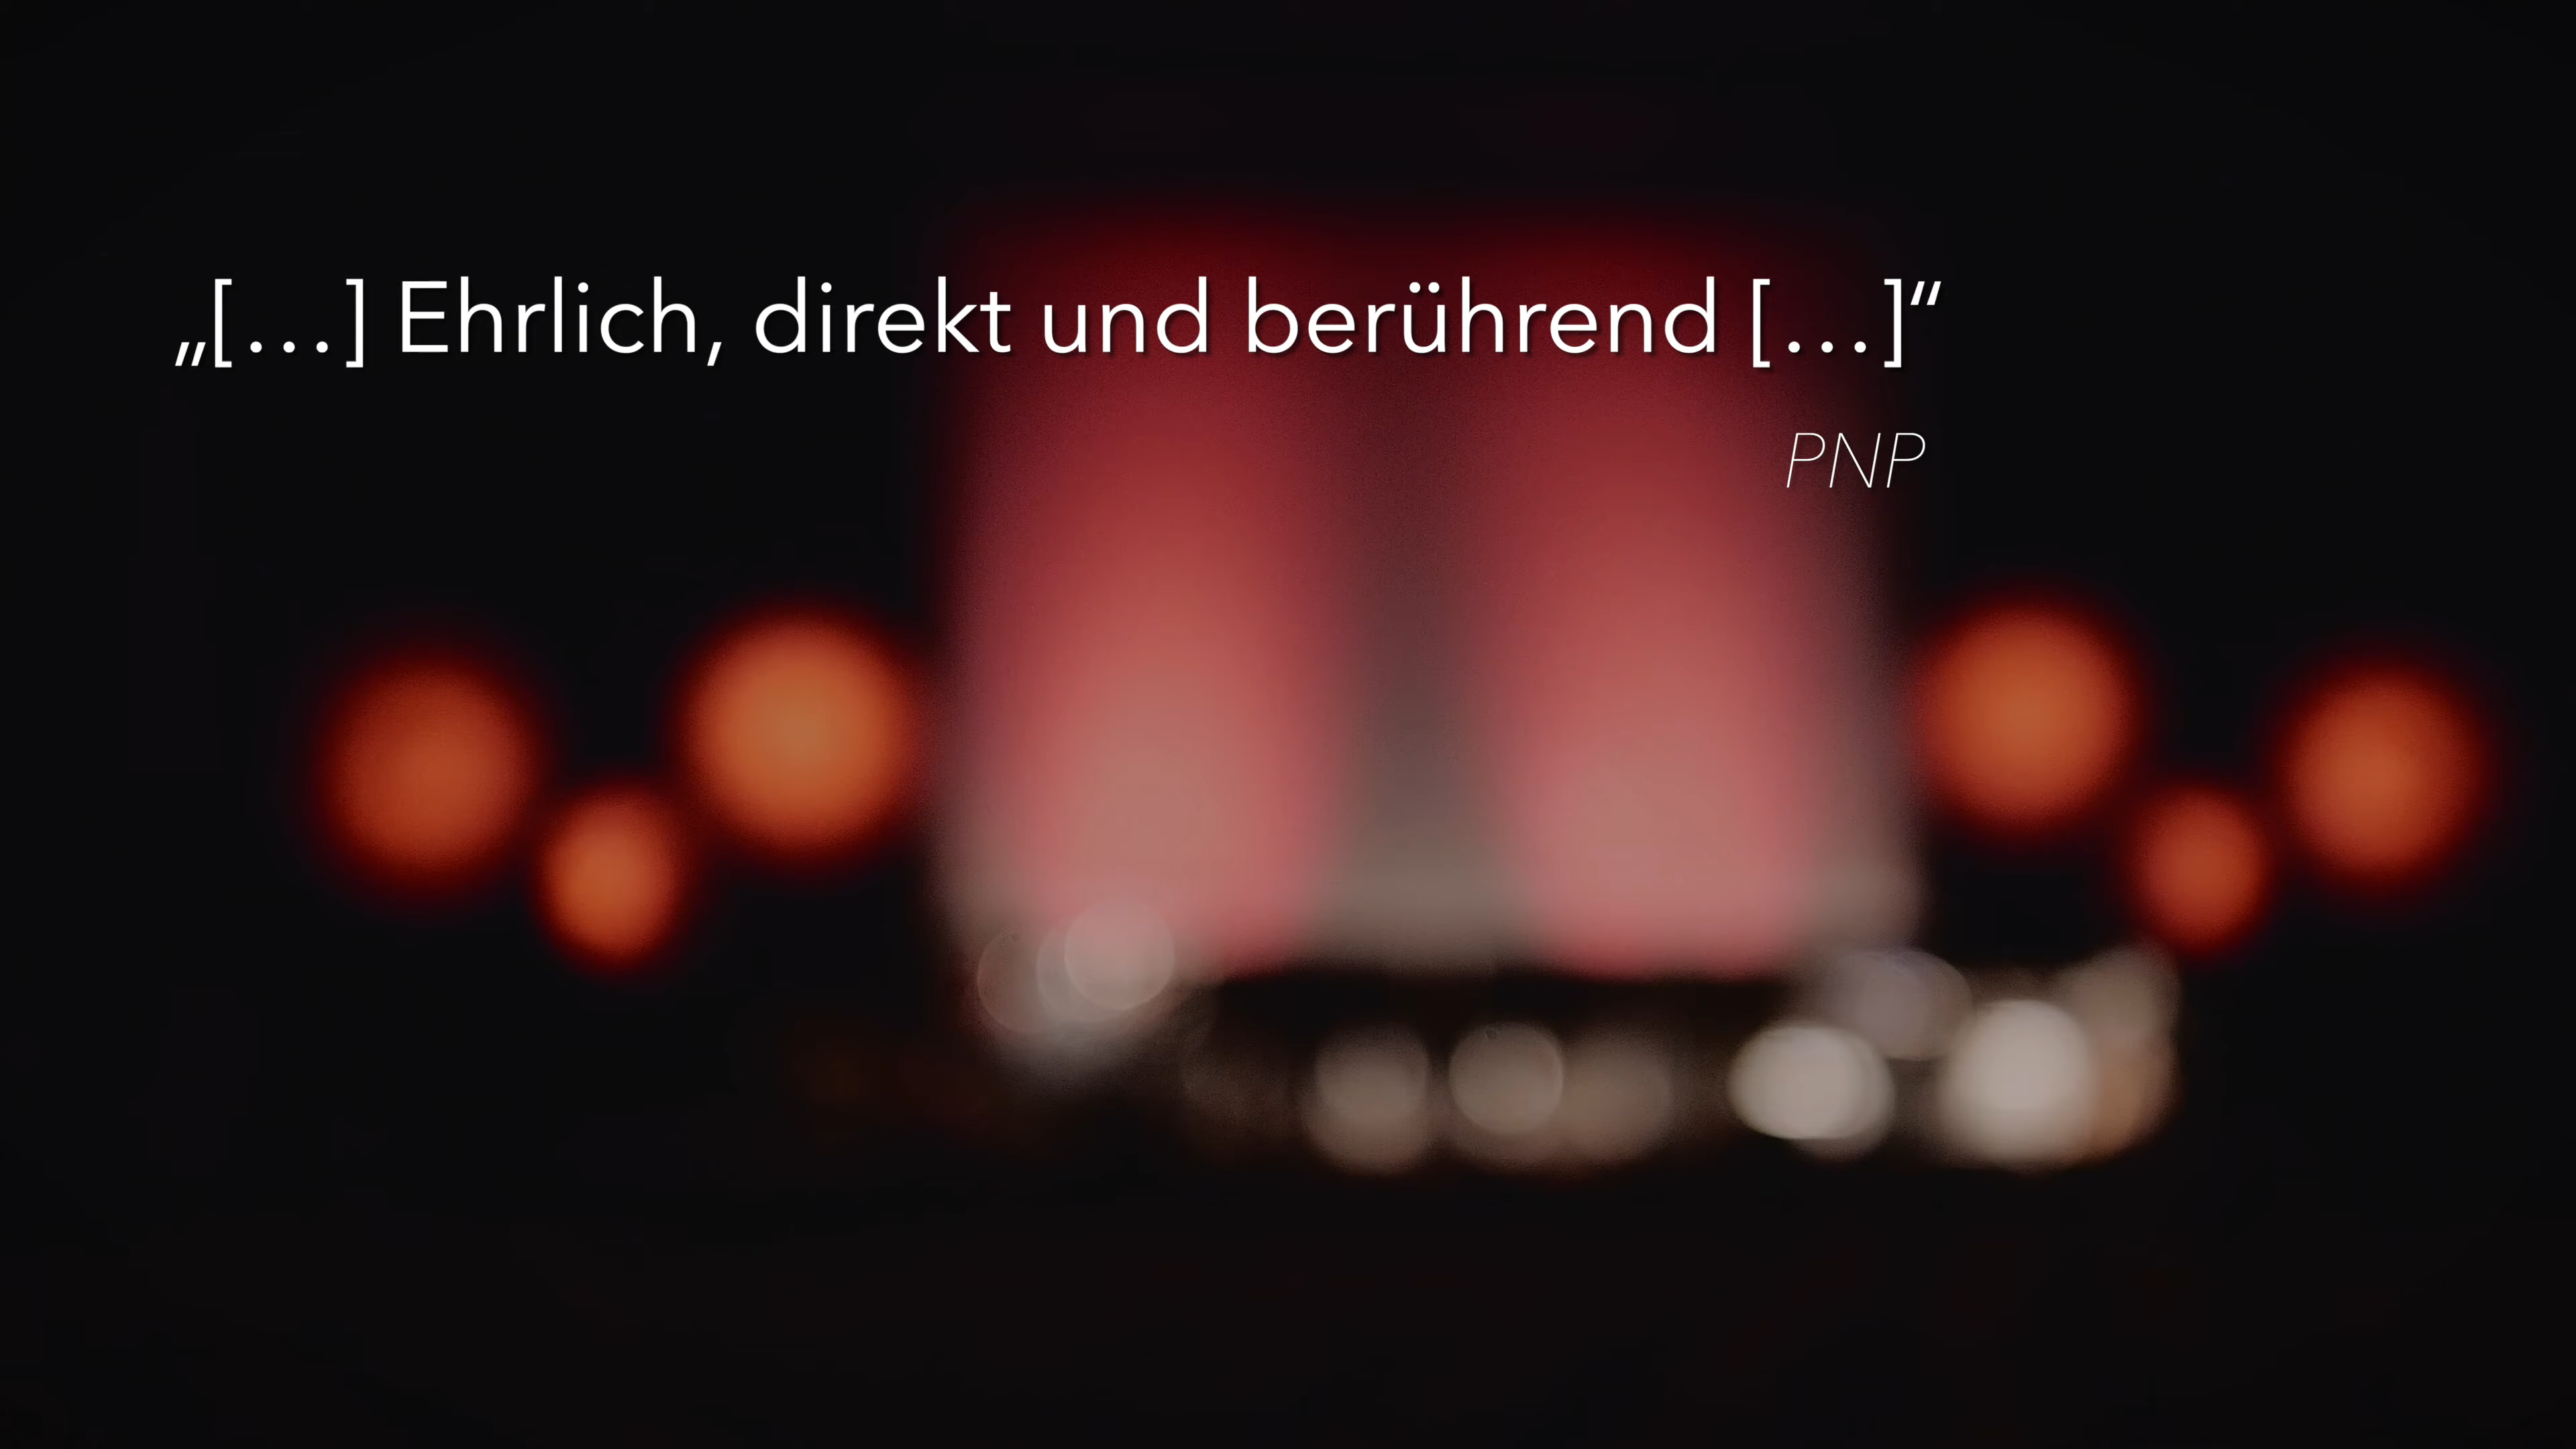 „[…] Ehrlich, direkt und berührend […]“
PNP